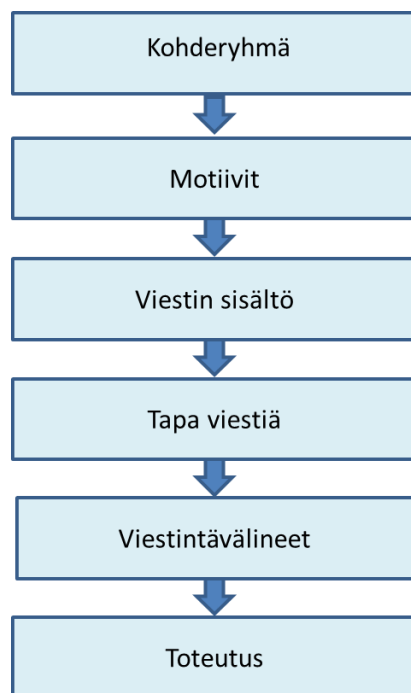 Kohderyhmä
Motiivit
Viestin sisältö
Tapa viestiä
Viestintävälineet
Toteutus